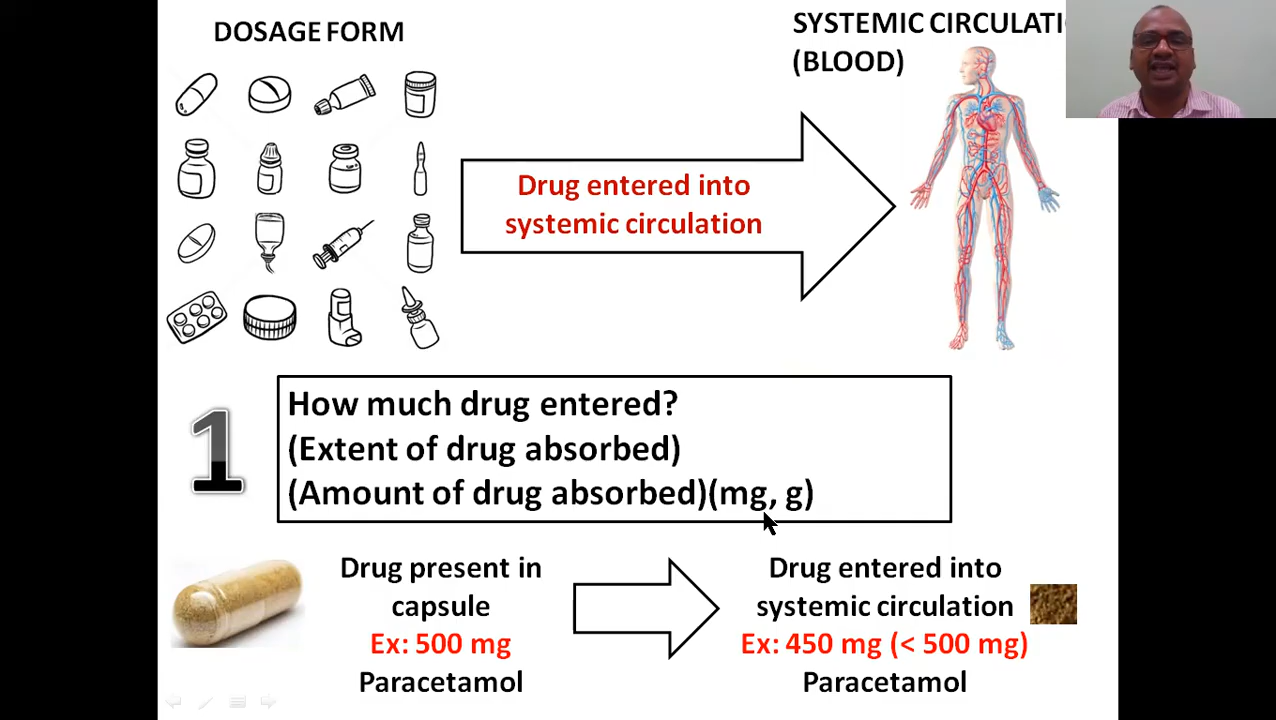 DOSAGE FORM
SYSTEMIC CIRCULATI
(BLOOD)
Drug entered into
systemic circulation
1
How much drug entered?
(Extent of drug absorbed)
(Amount of drug absorbed)(mg, g)
Drug present in
capsule
Ex: 500 mg
Paracetamol
Drug entered into
systemic circulation
Ex: 450 mg (< 500 mg)
Paracetamol